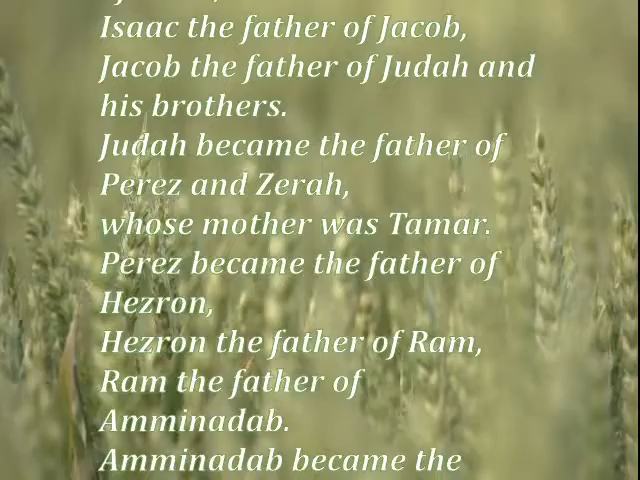 Isaac the father of Jacob,
Jacob the father of Judah and
his brothers.
Judah became the father of
Perez and Zerah,
whose mother was Tamar.
Perez became the father of
Hezron,
Hezron the father of Ram,
Ram the father of
Amminadab.
Amminadab became the